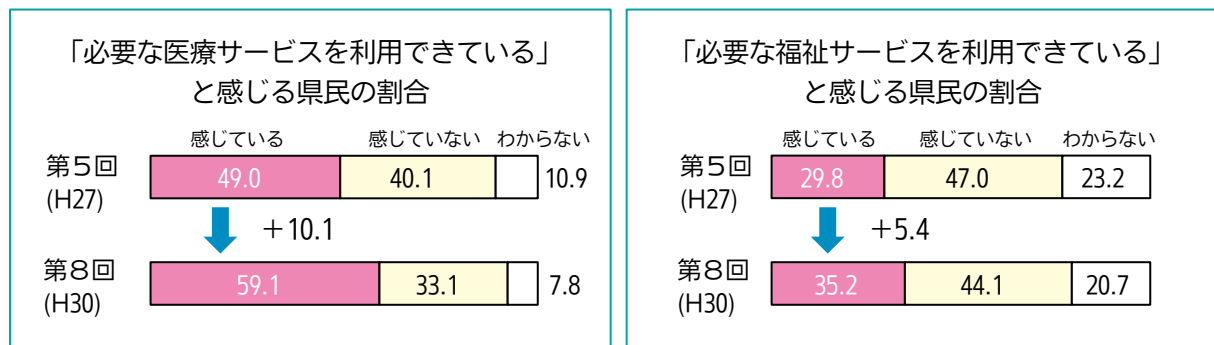 「必要な医療サービスを利用できている」
と感じる県民の割合
感じている 感じていない わからない
第5回 49.0 40.1 10.9
(H27)
＋10.1
第8回 59.1 33.1 7.8
(H30)
「必要な福祉サービスを利用できている」
と感じる県民の割合
感じている 感じていない わからない
第5回 29.8 47.0 23.2
(H27)
＋5.4
第8回 35.2 44.1 20.7
(H30)